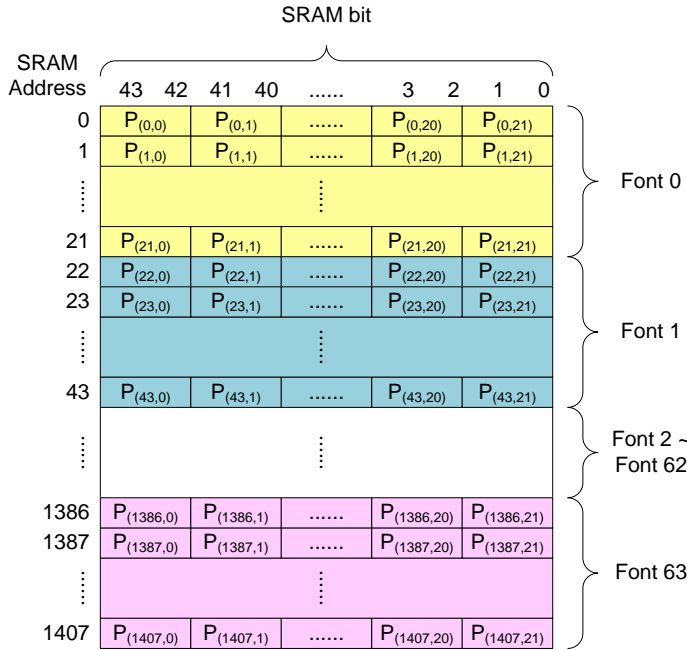 SRAM bit
SRAM
Address
43 42 41 40 ...... 3 2 1 0
0 P(0,0) P(0,1) ...... P(0,20) P(0,21)
1 P(1,0) P(1,1) ...... P(1,20) P(1,21)
...... ......
Font 0
21 P(21,0) P(21,1) ...... P(21,20) P(21,21)
22 P(22,0) P(22,1) ...... P(22,20) P(22,21)
23 P(23,0) P(23,1) ...... P(23,20) P(23,21)
...... ......
Font 1
43 P(43,0) P(43,1) ...... P(43,20) P(43,21)
...... ......
Font 2 ~
Font 62
1386 P(1386,0) P(1386,1) ...... P(1386,20) P(1386,21)
1387 P(1387,0) P(1387,1) ...... P(1387,20) P(1387,21)
Font 63
...... ......
1407 P(1407,0) P(1407,1) ...... P(1407,20) P(1407,21)